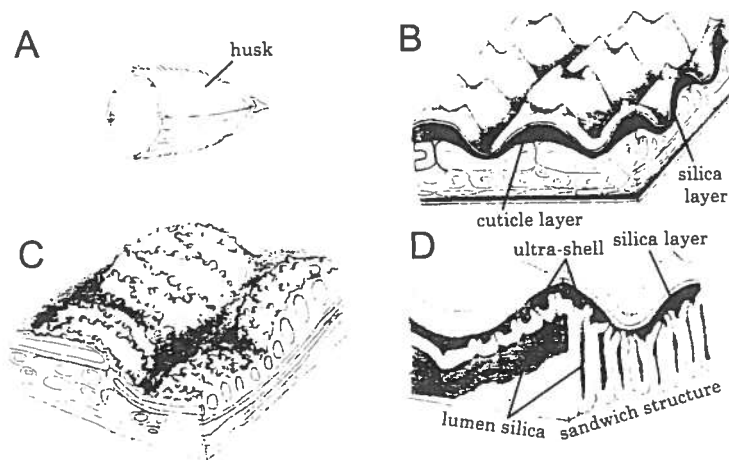 A
husk
B
silica
layer
cuticle layer
C
D
ultra-shell
silica layer
lumen silica
sandwich structure